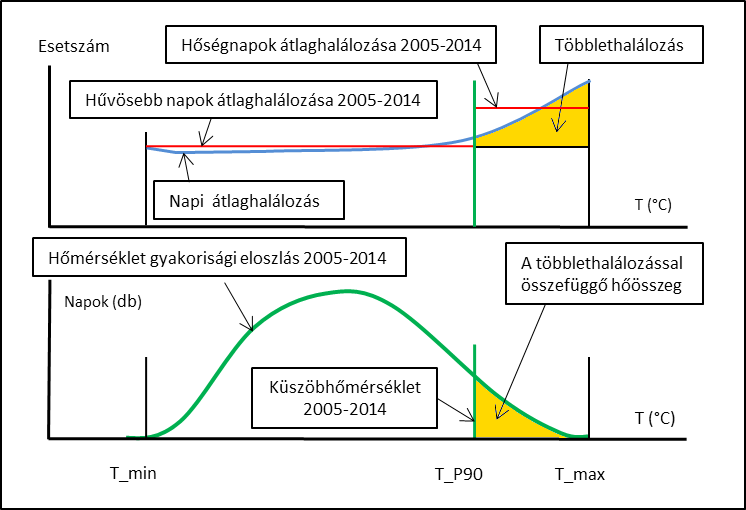 Esetszám
Hőségnapok átlaghalálozása 2005-2014
Többlethalálozás
Hűvösebb napok átlaghalálozása 2005-2014
Napi átlaghalálozás
T (°C)
Hőmérséklet gyakorisági eloszlás 2005-2014
A többlethalálozással
összefüggő hőösszeg
Napok (db)
Küszöbhőmérséklet
2005-2014
T (°C)
T_min
T_P90
T_max